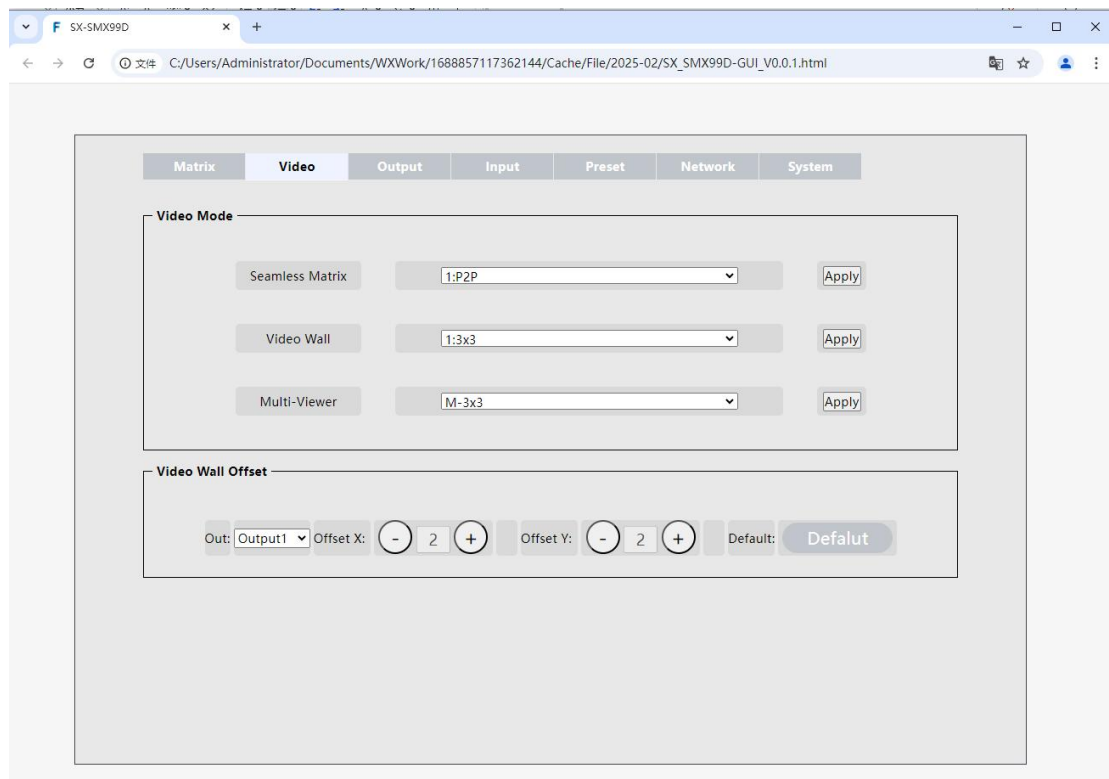 SX-SMX99D
文件 C:/Users/Administrator/Documents/WXWork/1688857117362144/Cache/File/2025-02/SX_SMX99D-GUI_V0.0.1.html
Matrix Video Output Input Preset Network System
Video Mode
Seamless Matrix 1:P2P Apply
Video Wall 1:3x3 Apply
Multi-Viewer M-3x3 Apply
Video Wall Offset
Out: Output1 Offset X: - 2 + Offset Y: - 2 + Default: Defalut